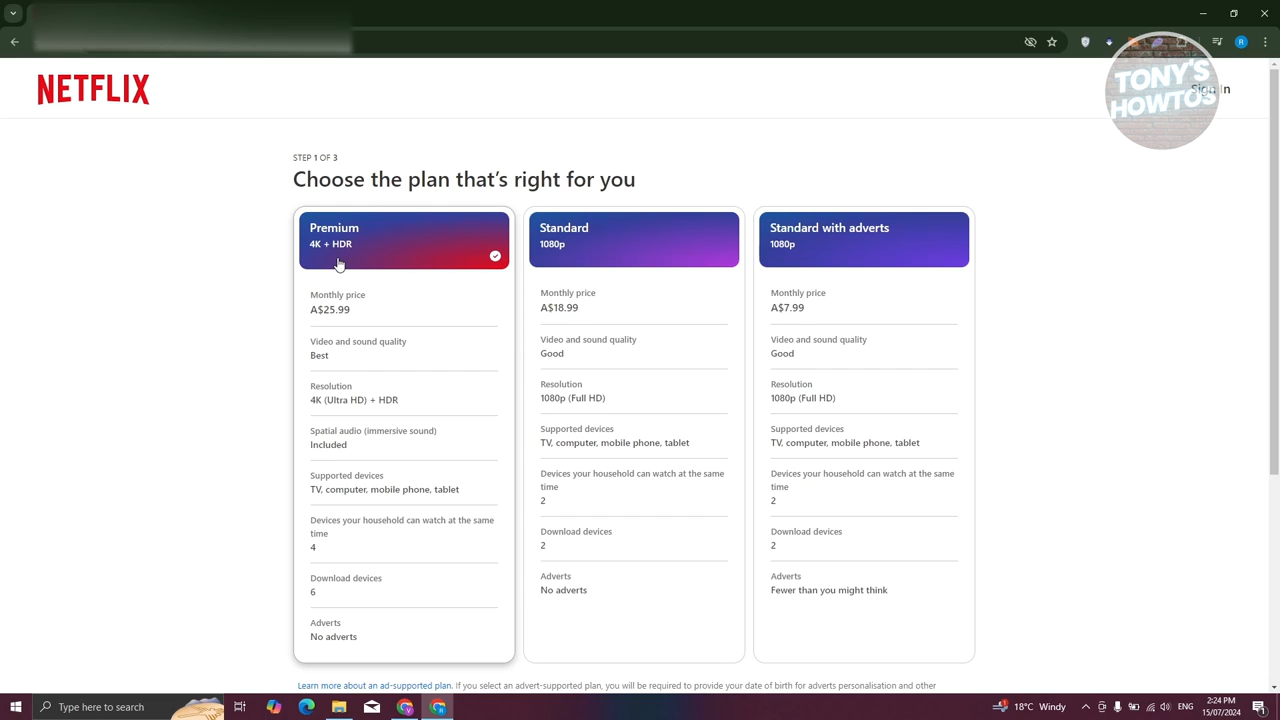 NETFLIX
TONY'S
HOWTOS
Sign In
STEP 1 OF 3
Choose the plan that's right for you
Premium
4K + HDR
Monthly price
A$25.99
Video and sound quality
Best
Resolution
4K (Ultra HD) + HDR
Spatial audio (immersive sound)
Included
Supported devices
TV, computer, mobile phone, tablet
Devices your household can watch at the same
time
4
Download devices
6
Adverts
No adverts
Standard
1080p
Monthly price
A$18.99
Video and sound quality
Good
Resolution
1080p (Full HD)
Supported devices
TV, computer, mobile phone, tablet
Devices your household can watch at the same
time
2
Download devices
2
Adverts
No adverts
Standard with adverts
1080p
Monthly price
A$7.99
Video and sound quality
Good
Resolution
1080p (Full HD)
Supported devices
TV, computer, mobile phone, tablet
Devices your household can watch at the same
time
2
Download devices
2
Adverts
Fewer than you might think
Learn more about an ad-supported plan. If you select an advert-supported plan, you will be required to provide your date of birth for adverts personalisation and other
Type here to search
18°C Windy
ENG
2:24 PM
15/07/2024